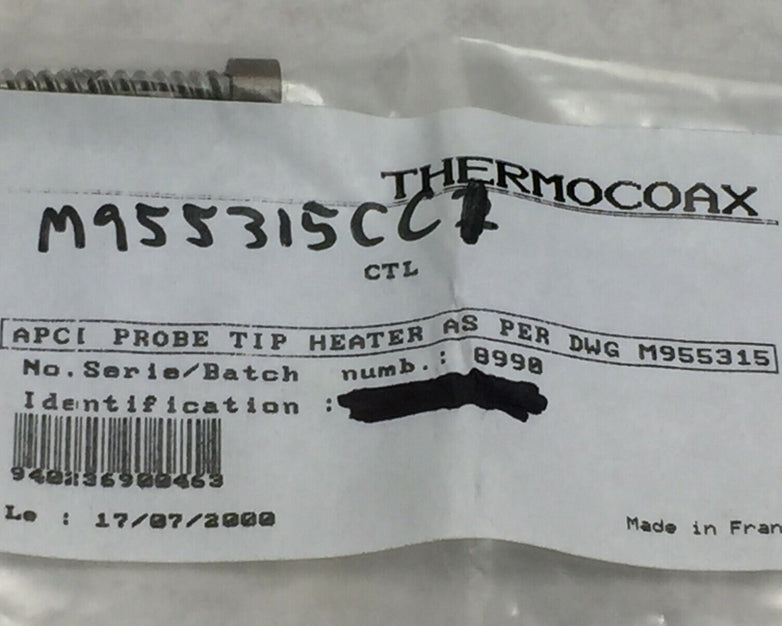 THERMOCOAX
M955315CC
CTL
APCI PROBE TIP HEATER AS PER DWG M955315
No.Serie/Batch numb.: 8990
Identification :
Le : 17/07/2000
Made in Fran